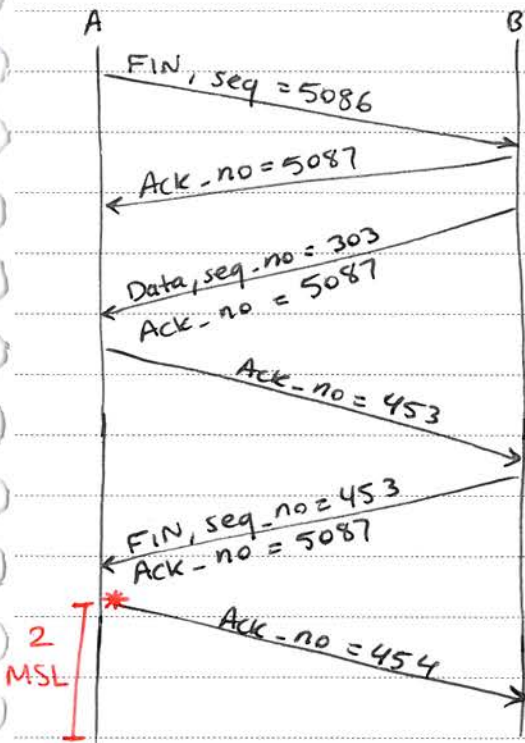 A
B
FIN, seq = 5086
Ack_no = 5087
Data, seq_no = 303
Ack_no = 5087
Ack_no = 453
FIN, seq_no = 453
Ack_no = 5087
Ack_no = 454
2
MSL